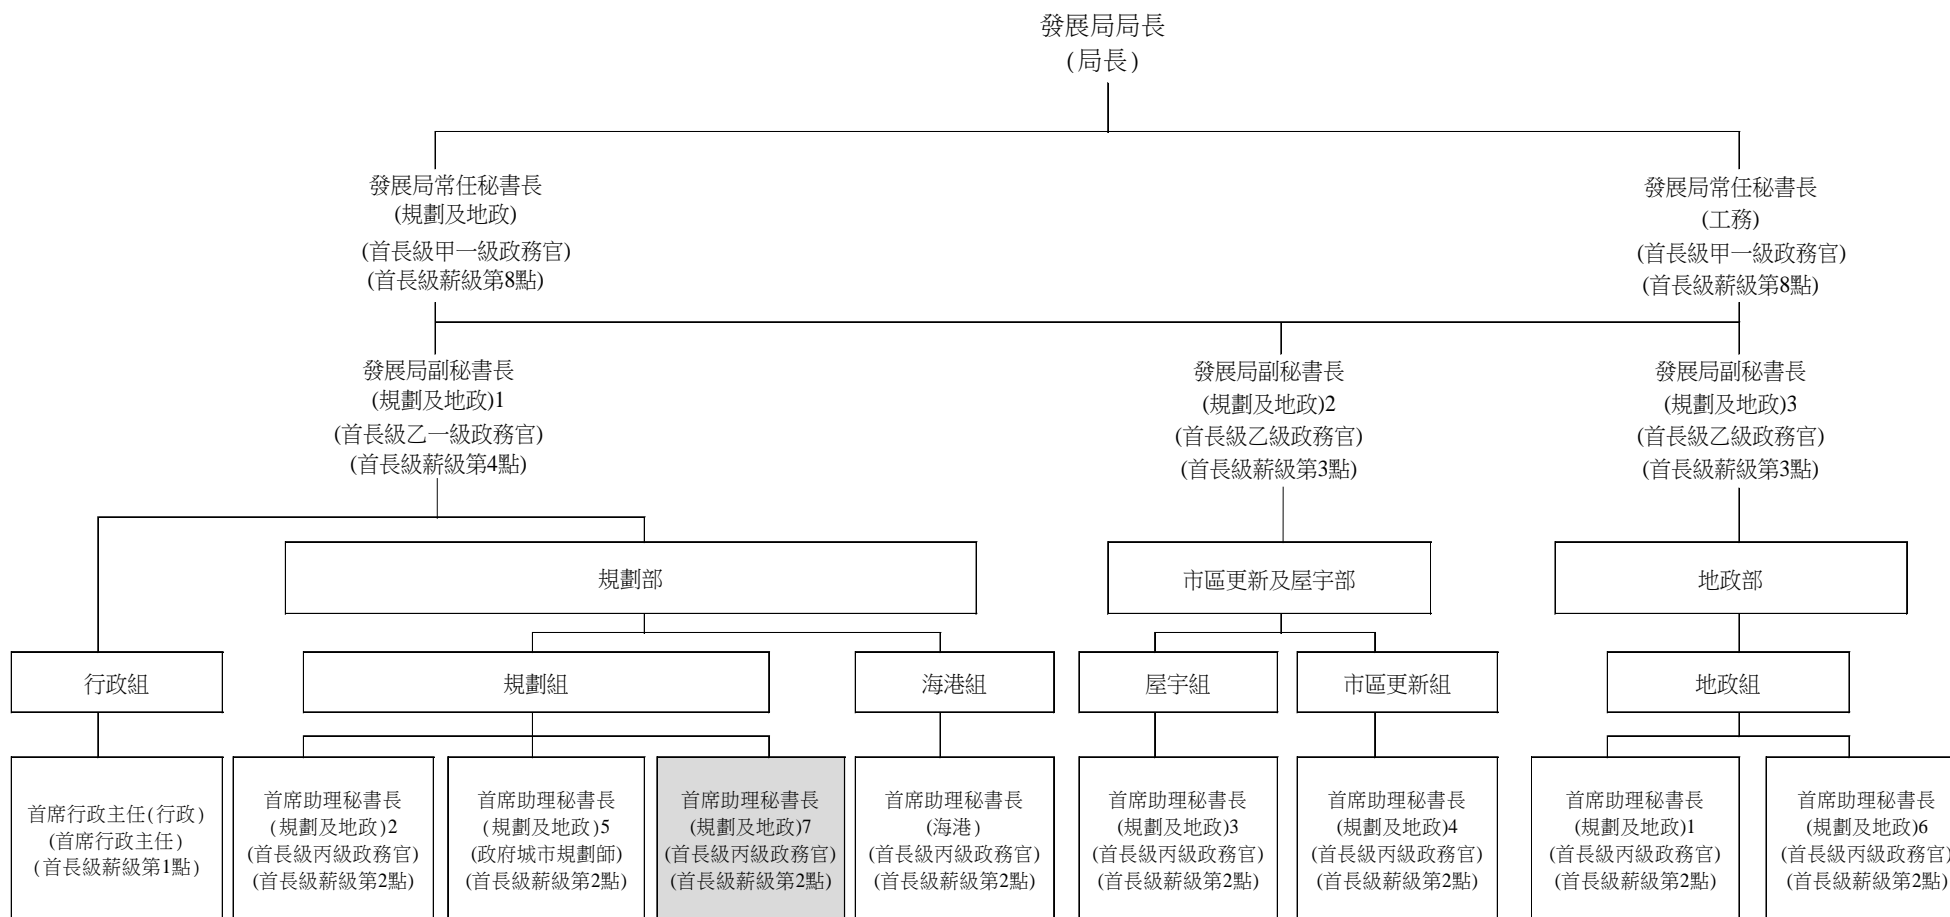 發展局局長
(局長)
發展局常任秘書長
(規劃及地政)
(首長級甲一級政務官)
(首長級薪級第8點)
發展局常任秘書長
(工務)
(首長級甲一級政務官)
(首長級薪級第8點)
發展局副秘書長
(規劃及地政)1
(首長級乙一級政務官)
(首長級薪級第4點)
發展局副秘書長
(規劃及地政)2
(首長級乙級政務官)
(首長級薪級第3點)
發展局副秘書長
(規劃及地政)3
(首長級乙級政務官)
(首長級薪級第3點)
規劃部
市區更新及屋宇部
地政部
行政組
規劃組
海港組
屋宇組
市區更新組
地政組
首席行政主任(行政)
(首席行政主任)
(首長級薪級第1點)
首席助理秘書長
(規劃及地政)2
(首長級丙級政務官)
(首長級薪級第2點)
首席助理秘書長
(規劃及地政)5
(政府城市規劃師)
(首長級薪級第2點)
首席助理秘書長
(規劃及地政)7
(首長級丙級政務官)
(首長級薪級第2點)
首席助理秘書長
(海港)
(首長級丙級政務官)
(首長級薪級第2點)
首席助理秘書長
(規劃及地政)3
(首長級丙級政務官)
(首長級薪級第2點)
首席助理秘書長
(規劃及地政)4
(首長級丙級政務官)
(首長級薪級第2點)
首席助理秘書長
(規劃及地政)1
(首長級丙級政務官)
(首長級薪級第2點)
首席助理秘書長
(規劃及地政)6
(首長級丙級政務官)
(首長級薪級第2點)